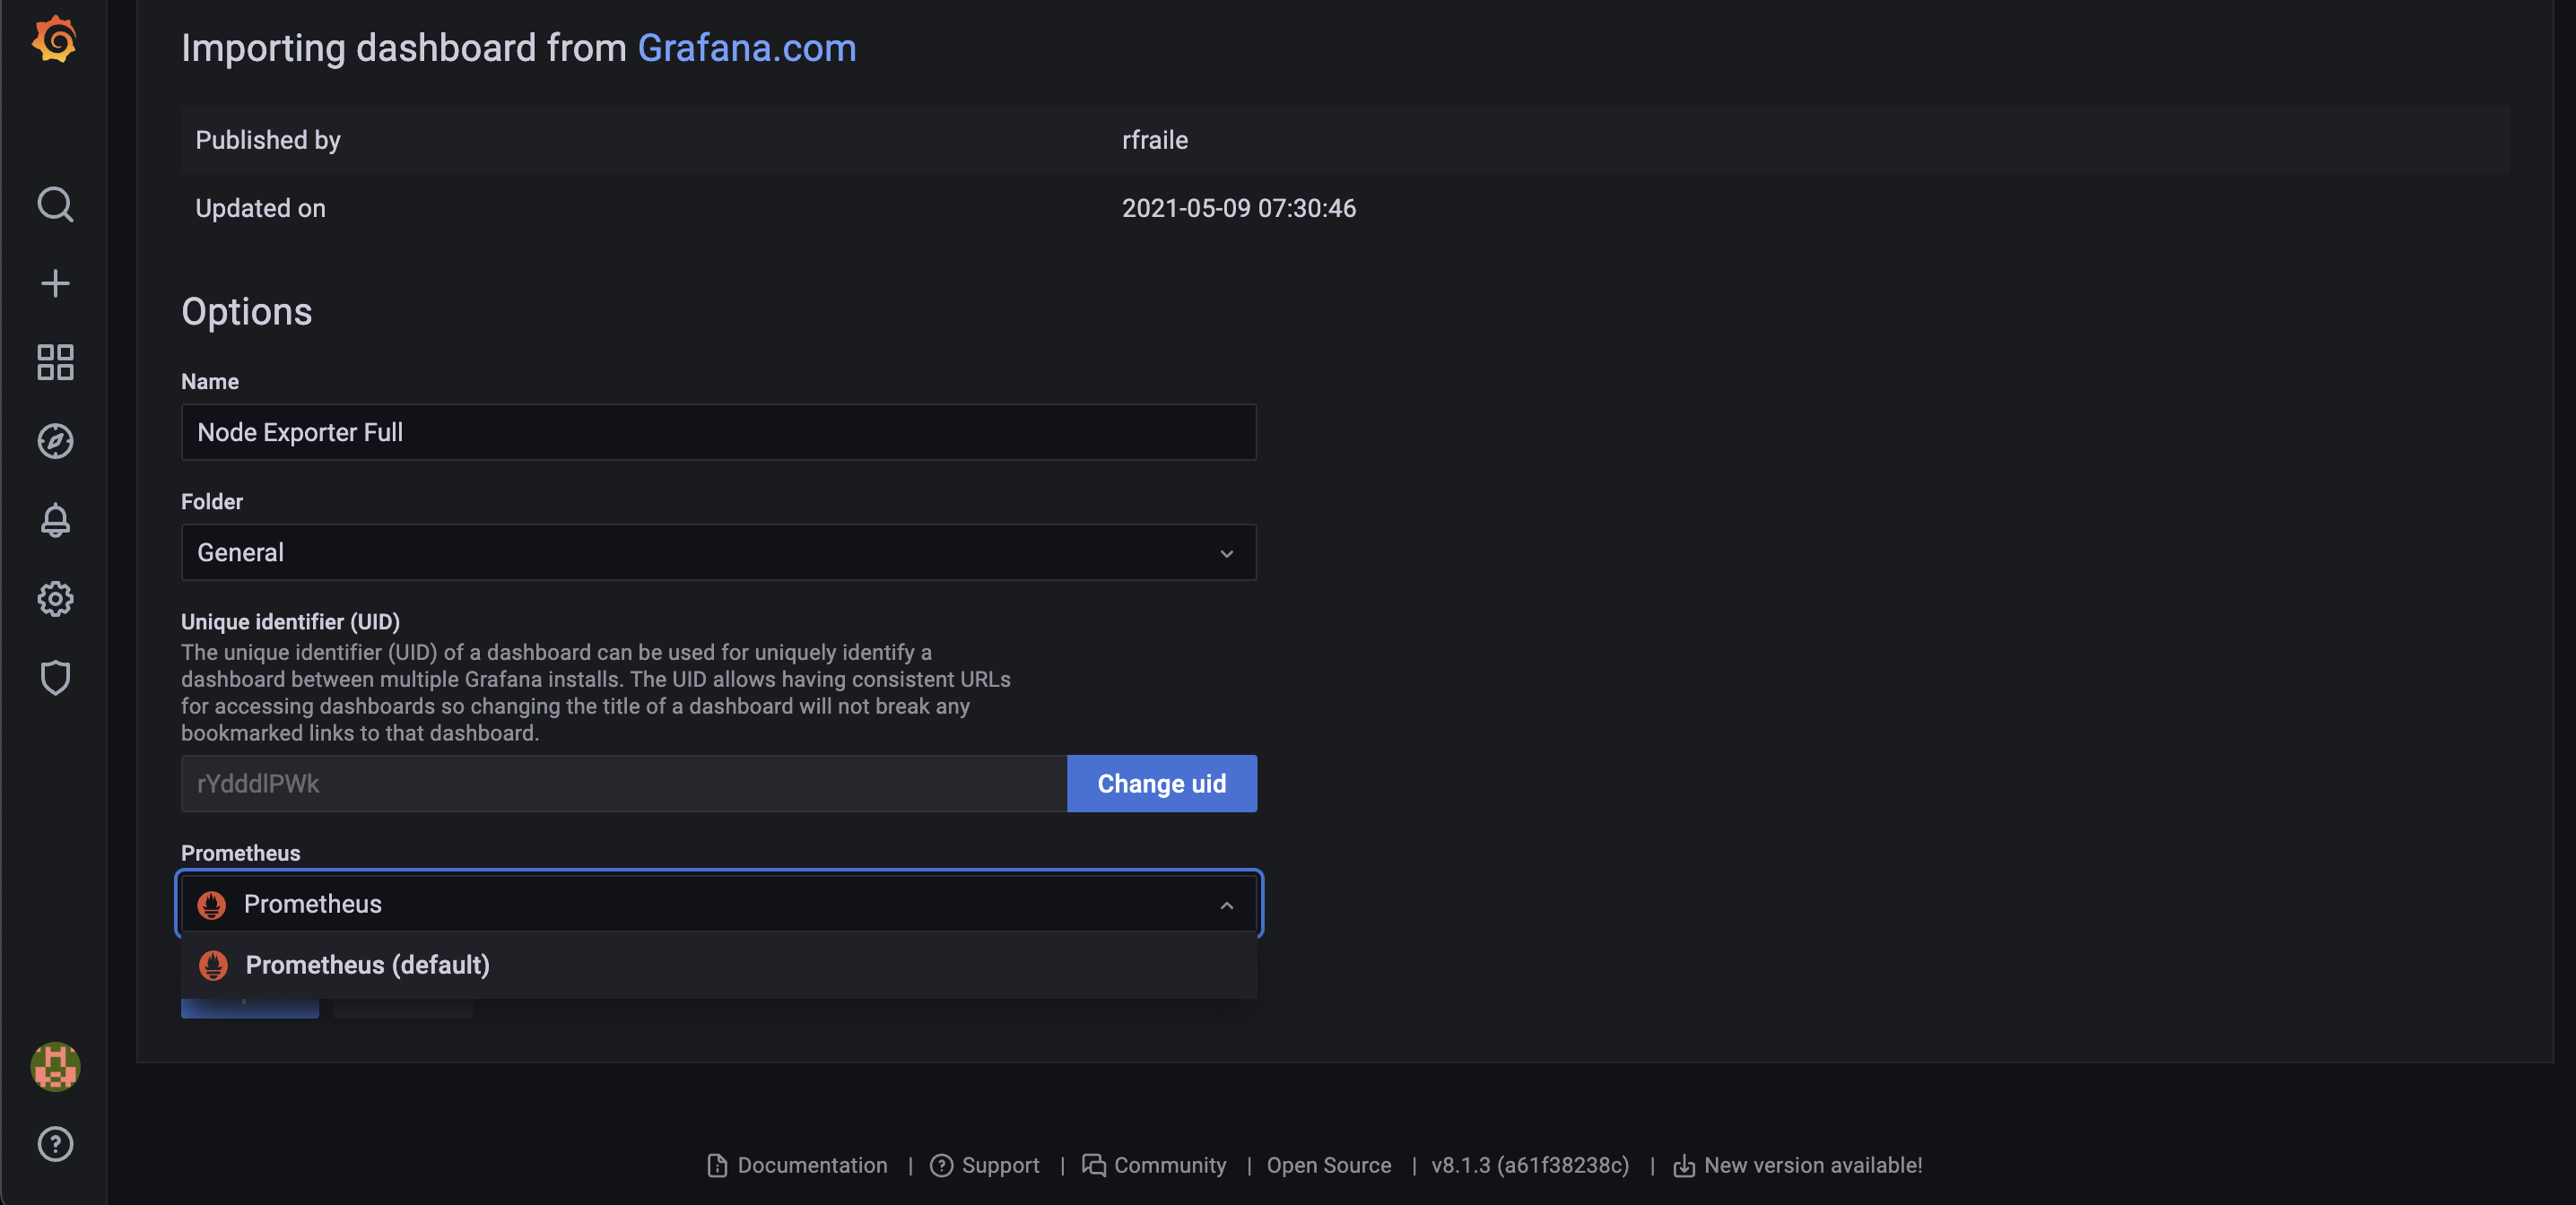 Importing dashboard from Grafana.com
Published by rfraile
Updated on 2021-05-09 07:30:46
Options
Name
Node Exporter Full
Folder
General
Unique identifier (UID)
The unique identifier (UID) of a dashboard can be used for uniquely identify a
dashboard between multiple Grafana installs. The UID allows having consistent URLs
for accessing dashboards so changing the title of a dashboard will not break any
bookmarked links to that dashboard.
rYdddlPWk Change uid
Prometheus
Prometheus
Prometheus (default)
Documentation | Support | Community | Open Source | v8.1.3 (a61f38238c) | New version available!